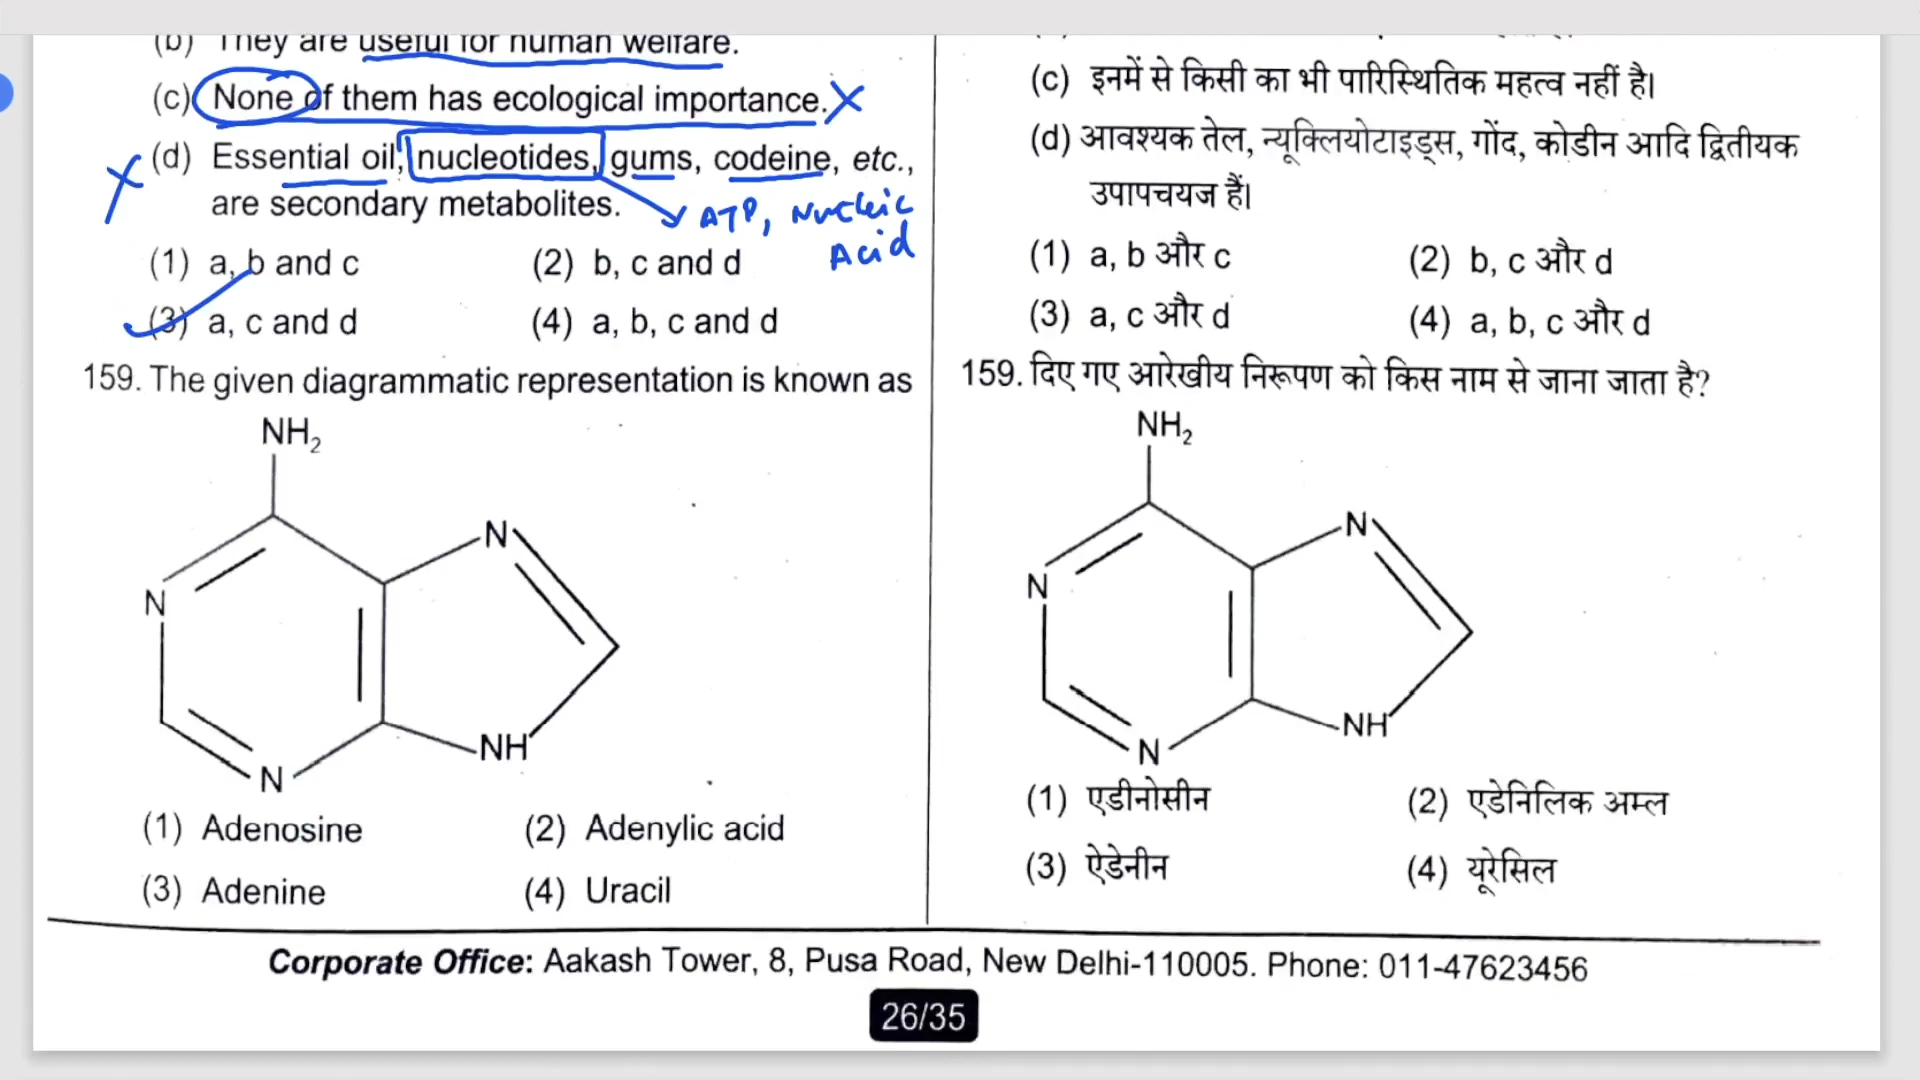 (b) They are useful for human welfare.
(c) None of them has ecological importance.
(d) Essential oil, nucleotides, gums, codeine, etc.,
are secondary metabolites.
ATP, Nucleic
Acid
(1) a, b and c
(2) b, c and d
(3) a, c and d
(4) a, b, c and d
159. The given diagrammatic representation is known as
NH2
N
N
N
NH
(1) Adenosine
(2) Adenylic acid
(3) Adenine
(4) Uracil
(c) इनमें से किसी का भी पारिस्थितिक महत्व नहीं है।
(d) आवश्यक तेल, न्यूक्लियोटाइड्स, गोंद, कोडीन आदि द्वितीयक
उपापचयज हैं।
(1) a, b और c
(2) b, c और d
(3) a, c और d
(4) a, b, c और d
159. दिए गए आरेखीय निरूपण को किस नाम से जाना जाता है?
NH2
N
N
N
NH
(1) एडीनोसीन
(2) एडेनिलिक अम्ल
(3) ऐडेनीन
(4) यूरेसिल
Corporate Office: Aakash Tower, 8, Pusa Road, New Delhi-110005. Phone: 011-47623456
26/35